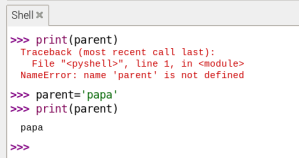 Shell ×
>>> print(parent)
Traceback (most recent call last):
File "<pyshell>", line 1, in <module>
NameError: name 'parent' is not defined
>>> parent='papa'
>>> print(parent)
papa
>>>